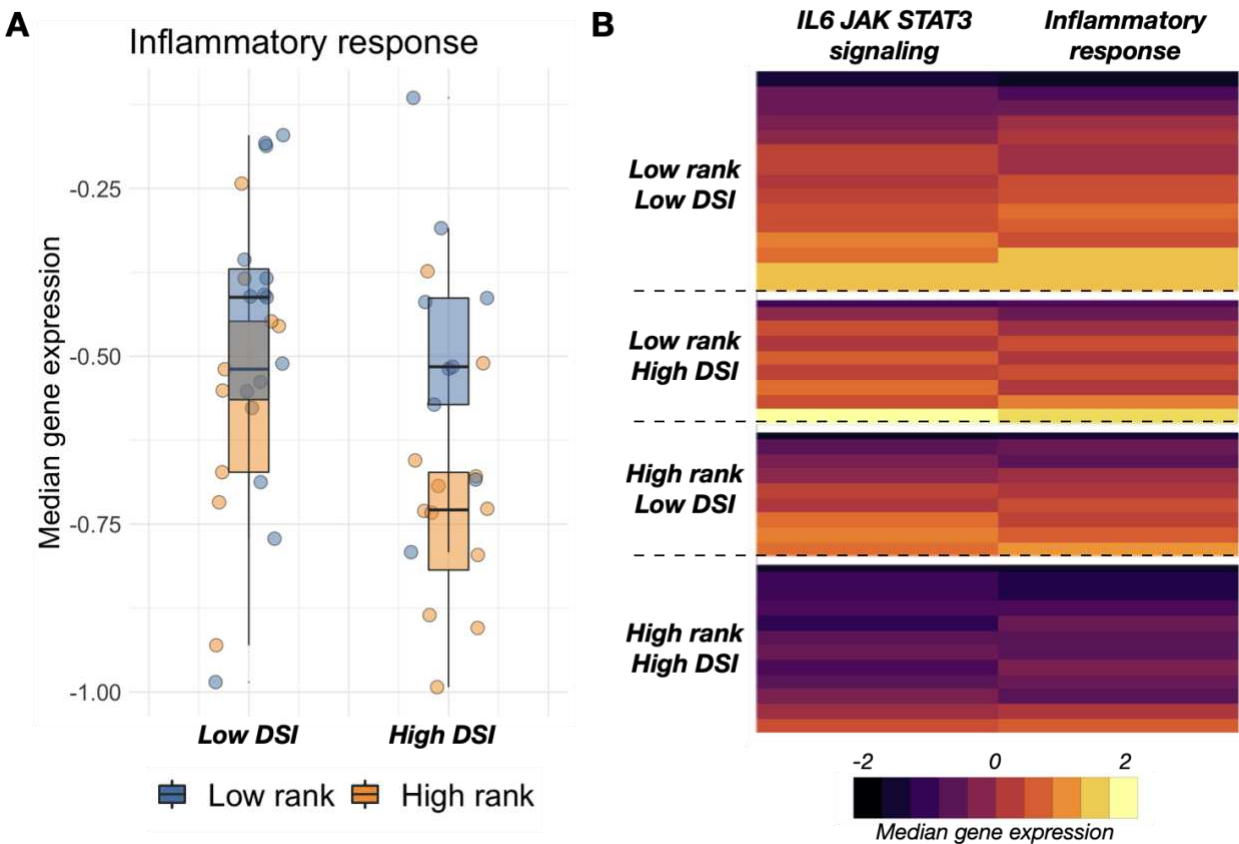 A
Inflammatory response
Median gene expression
-0.25
-0.50
-0.75
-1.00
Low DSI
High DSI
Low rank
High rank
B
IL6 JAK STAT3
signaling
Inflammatory
response
Low rank
Low DSI
Low rank
High DSI
High rank
Low DSI
High rank
High DSI
-2
0
2
Median gene expression